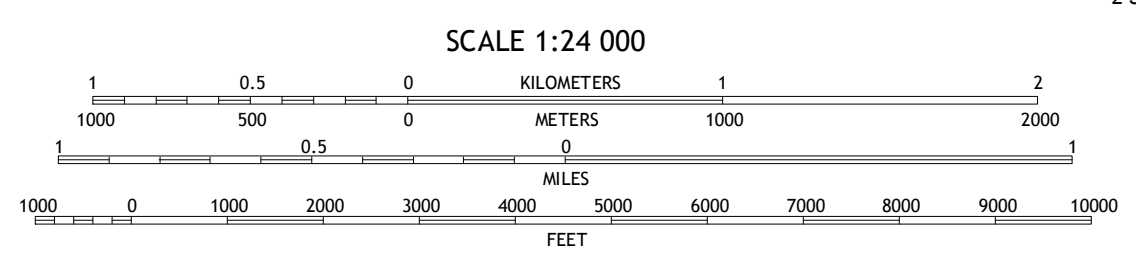 SCALE 1:24 000
1 0.5 0 KILOMETERS 1 2
1000 500 0 METERS 1000 2000
1 0.5 0 1
MILES
1000 0 1000 2000 3000 4000 5000 6000 7000 8000 9000 10000
FEET